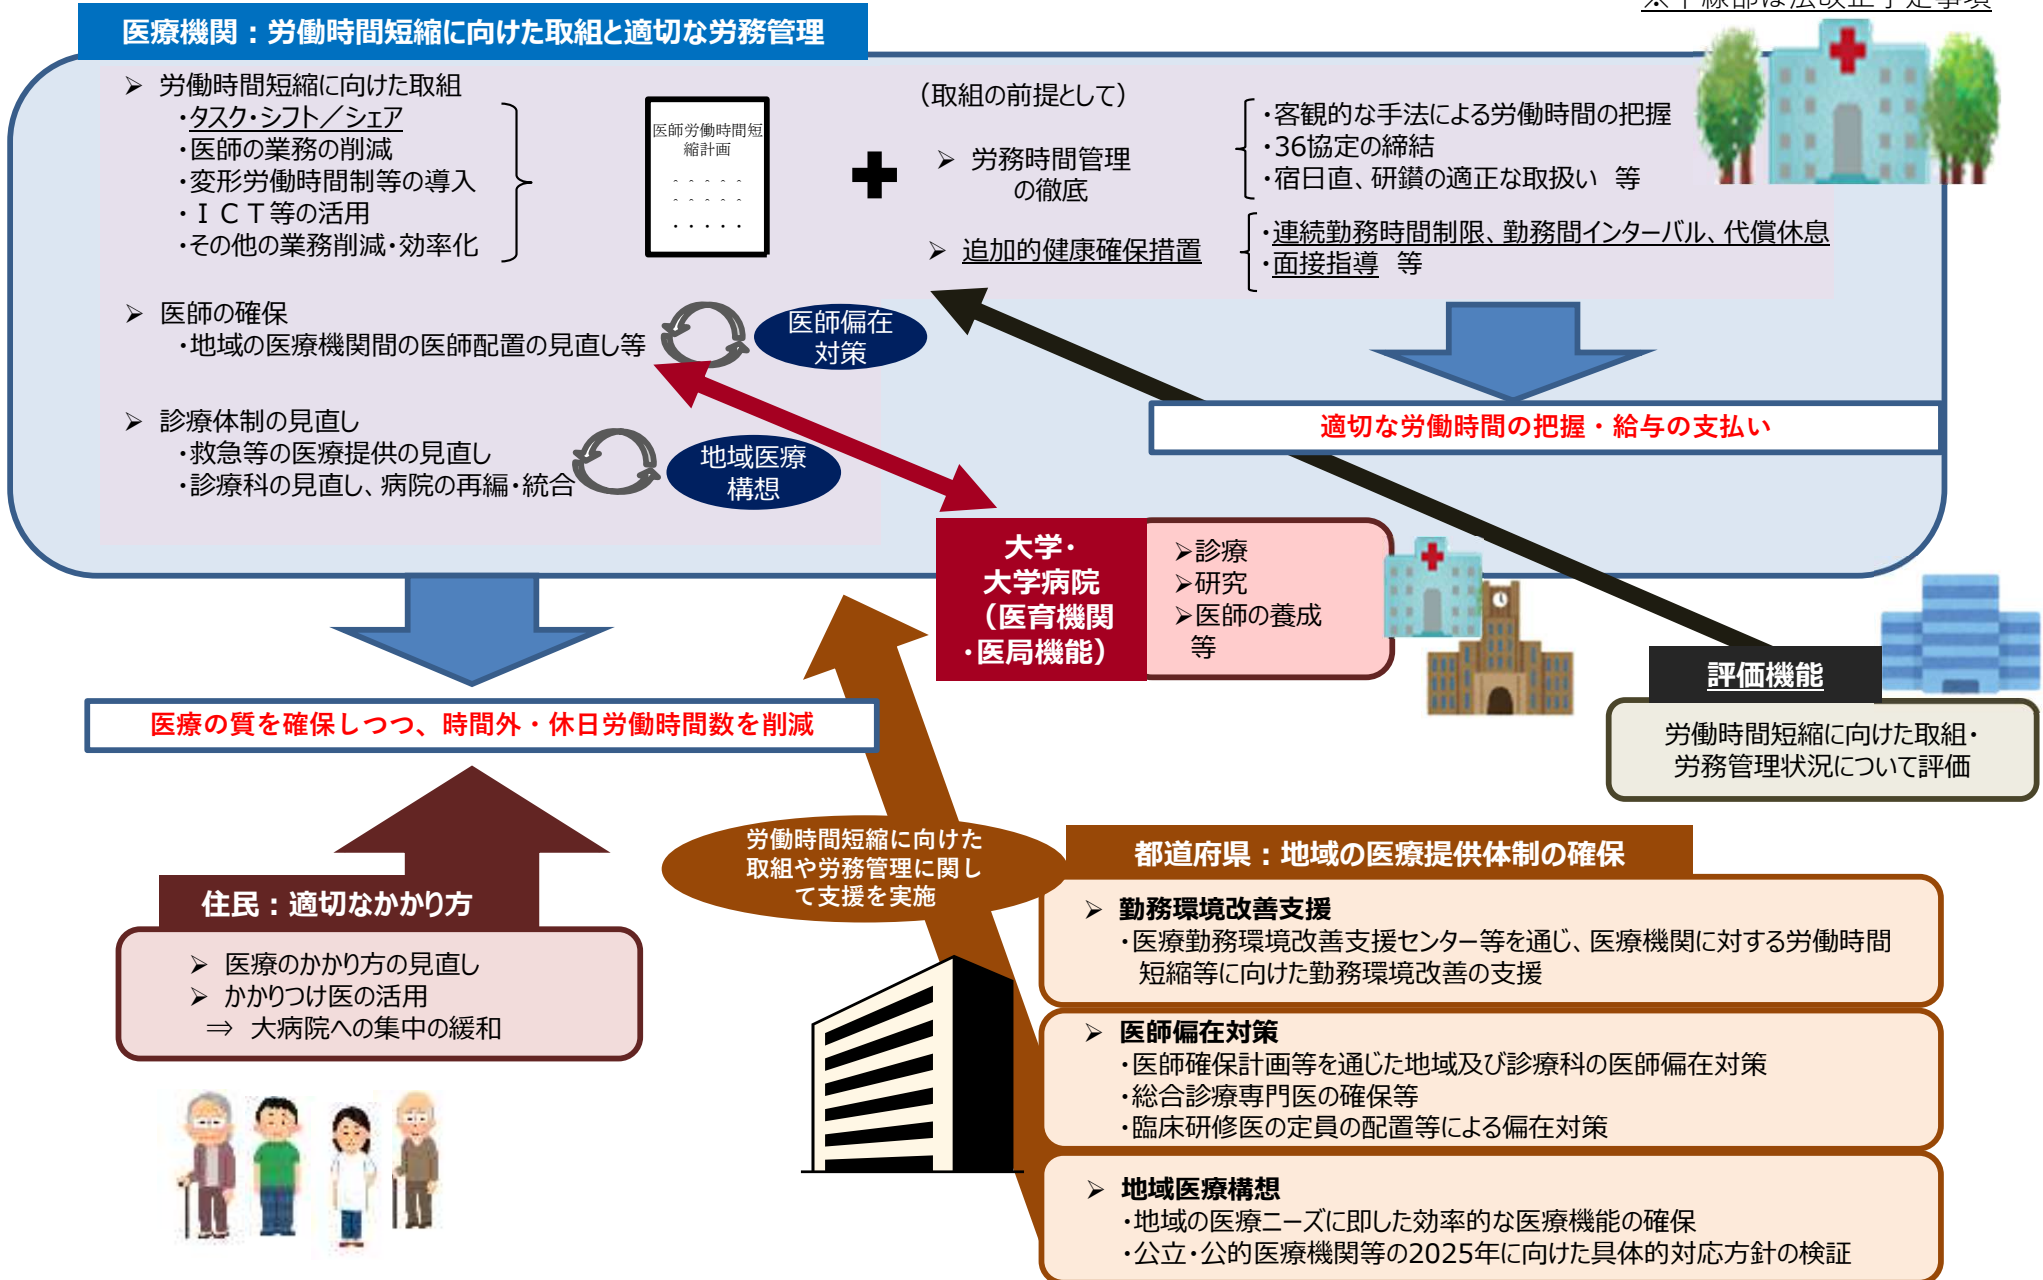 ※下線部は法改正予定事項
医療機関：労働時間短縮に向けた取組と適切な労務管理
➢ 労働時間短縮に向けた取組
・タスク・シフト／シェア
・医師の業務の削減
・変形労働時間制等の導入
・ＩＣＴ等の活用
・その他の業務削減・効率化
医師労働時間短
縮計画
（取組の前提として）
➢ 労務時間管理
の徹底
・客観的な手法による労働時間の把握
・36協定の締結
・宿日直、研鑚の適正な取扱い 等
➢ 追加的健康確保措置
・連続勤務時間制限、勤務間インターバル、代償休息
・面接指導 等
➢ 医師の確保
・地域の医療機関間の医師配置の見直し等
医師偏在
対策
➢ 診療体制の見直し
・救急等の医療提供の見直し
・診療科の見直し、病院の再編・統合
地域医療
構想
適切な労働時間の把握・給与の支払い
大学・
大学病院
（医育機関
・医局機能）
➢診療
➢研究
➢医師の養成
等
評価機能
労働時間短縮に向けた取組・
労務管理状況について評価
医療の質を確保しつつ、時間外・休日労働時間数を削減
住民：適切なかかり方
➢ 医療のかかり方の見直し
➢ かかりつけ医の活用
⇒ 大病院への集中の緩和
労働時間短縮に向けた
取組や労務管理に関し
て支援を実施
都道府県：地域の医療提供体制の確保
➢ 勤務環境改善支援
・医療勤務環境改善支援センター等を通じ、医療機関に対する労働時間
短縮等に向けた勤務環境改善の支援
➢ 医師偏在対策
・医師確保計画等を通じた地域及び診療科の医師偏在対策
・総合診療専門医の確保等
・臨床研修医の定員の配置等による偏在対策
➢ 地域医療構想
・地域の医療ニーズに即した効率的な医療機能の確保
・公立・公的医療機関等の2025年に向けた具体的対応方針の検証